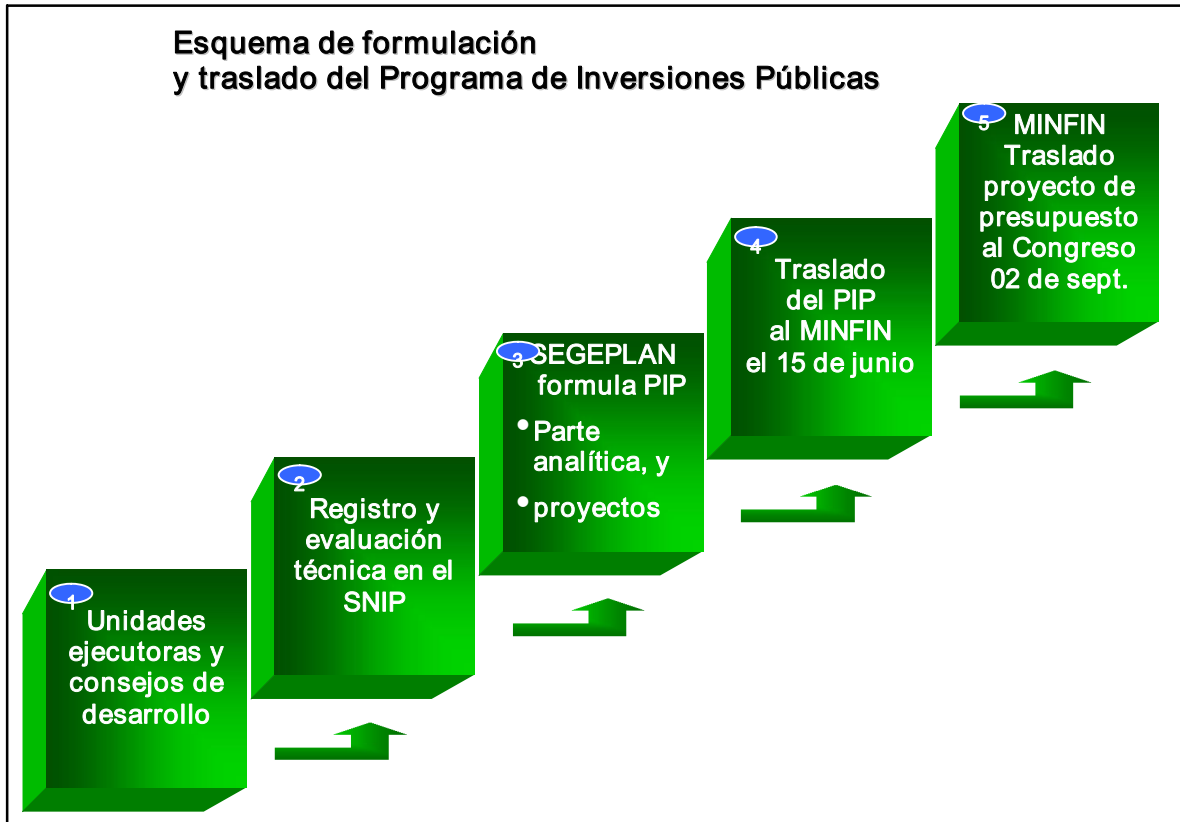 Esquema de formulación
y traslado del Programa de Inversiones Públicas
1
Unidades
ejecutoras y
consejos de
desarrollo
2
Registro y
evaluación
técnica en el
SNIP
3
SEGEPLAN
formula PIP
• Parte
analítica, y
• proyectos
4
Traslado
del PIP
al MINFIN
el 15 de junio
5
MINFIN
Traslado
proyecto de
presupuesto
al Congreso
02 de sept.